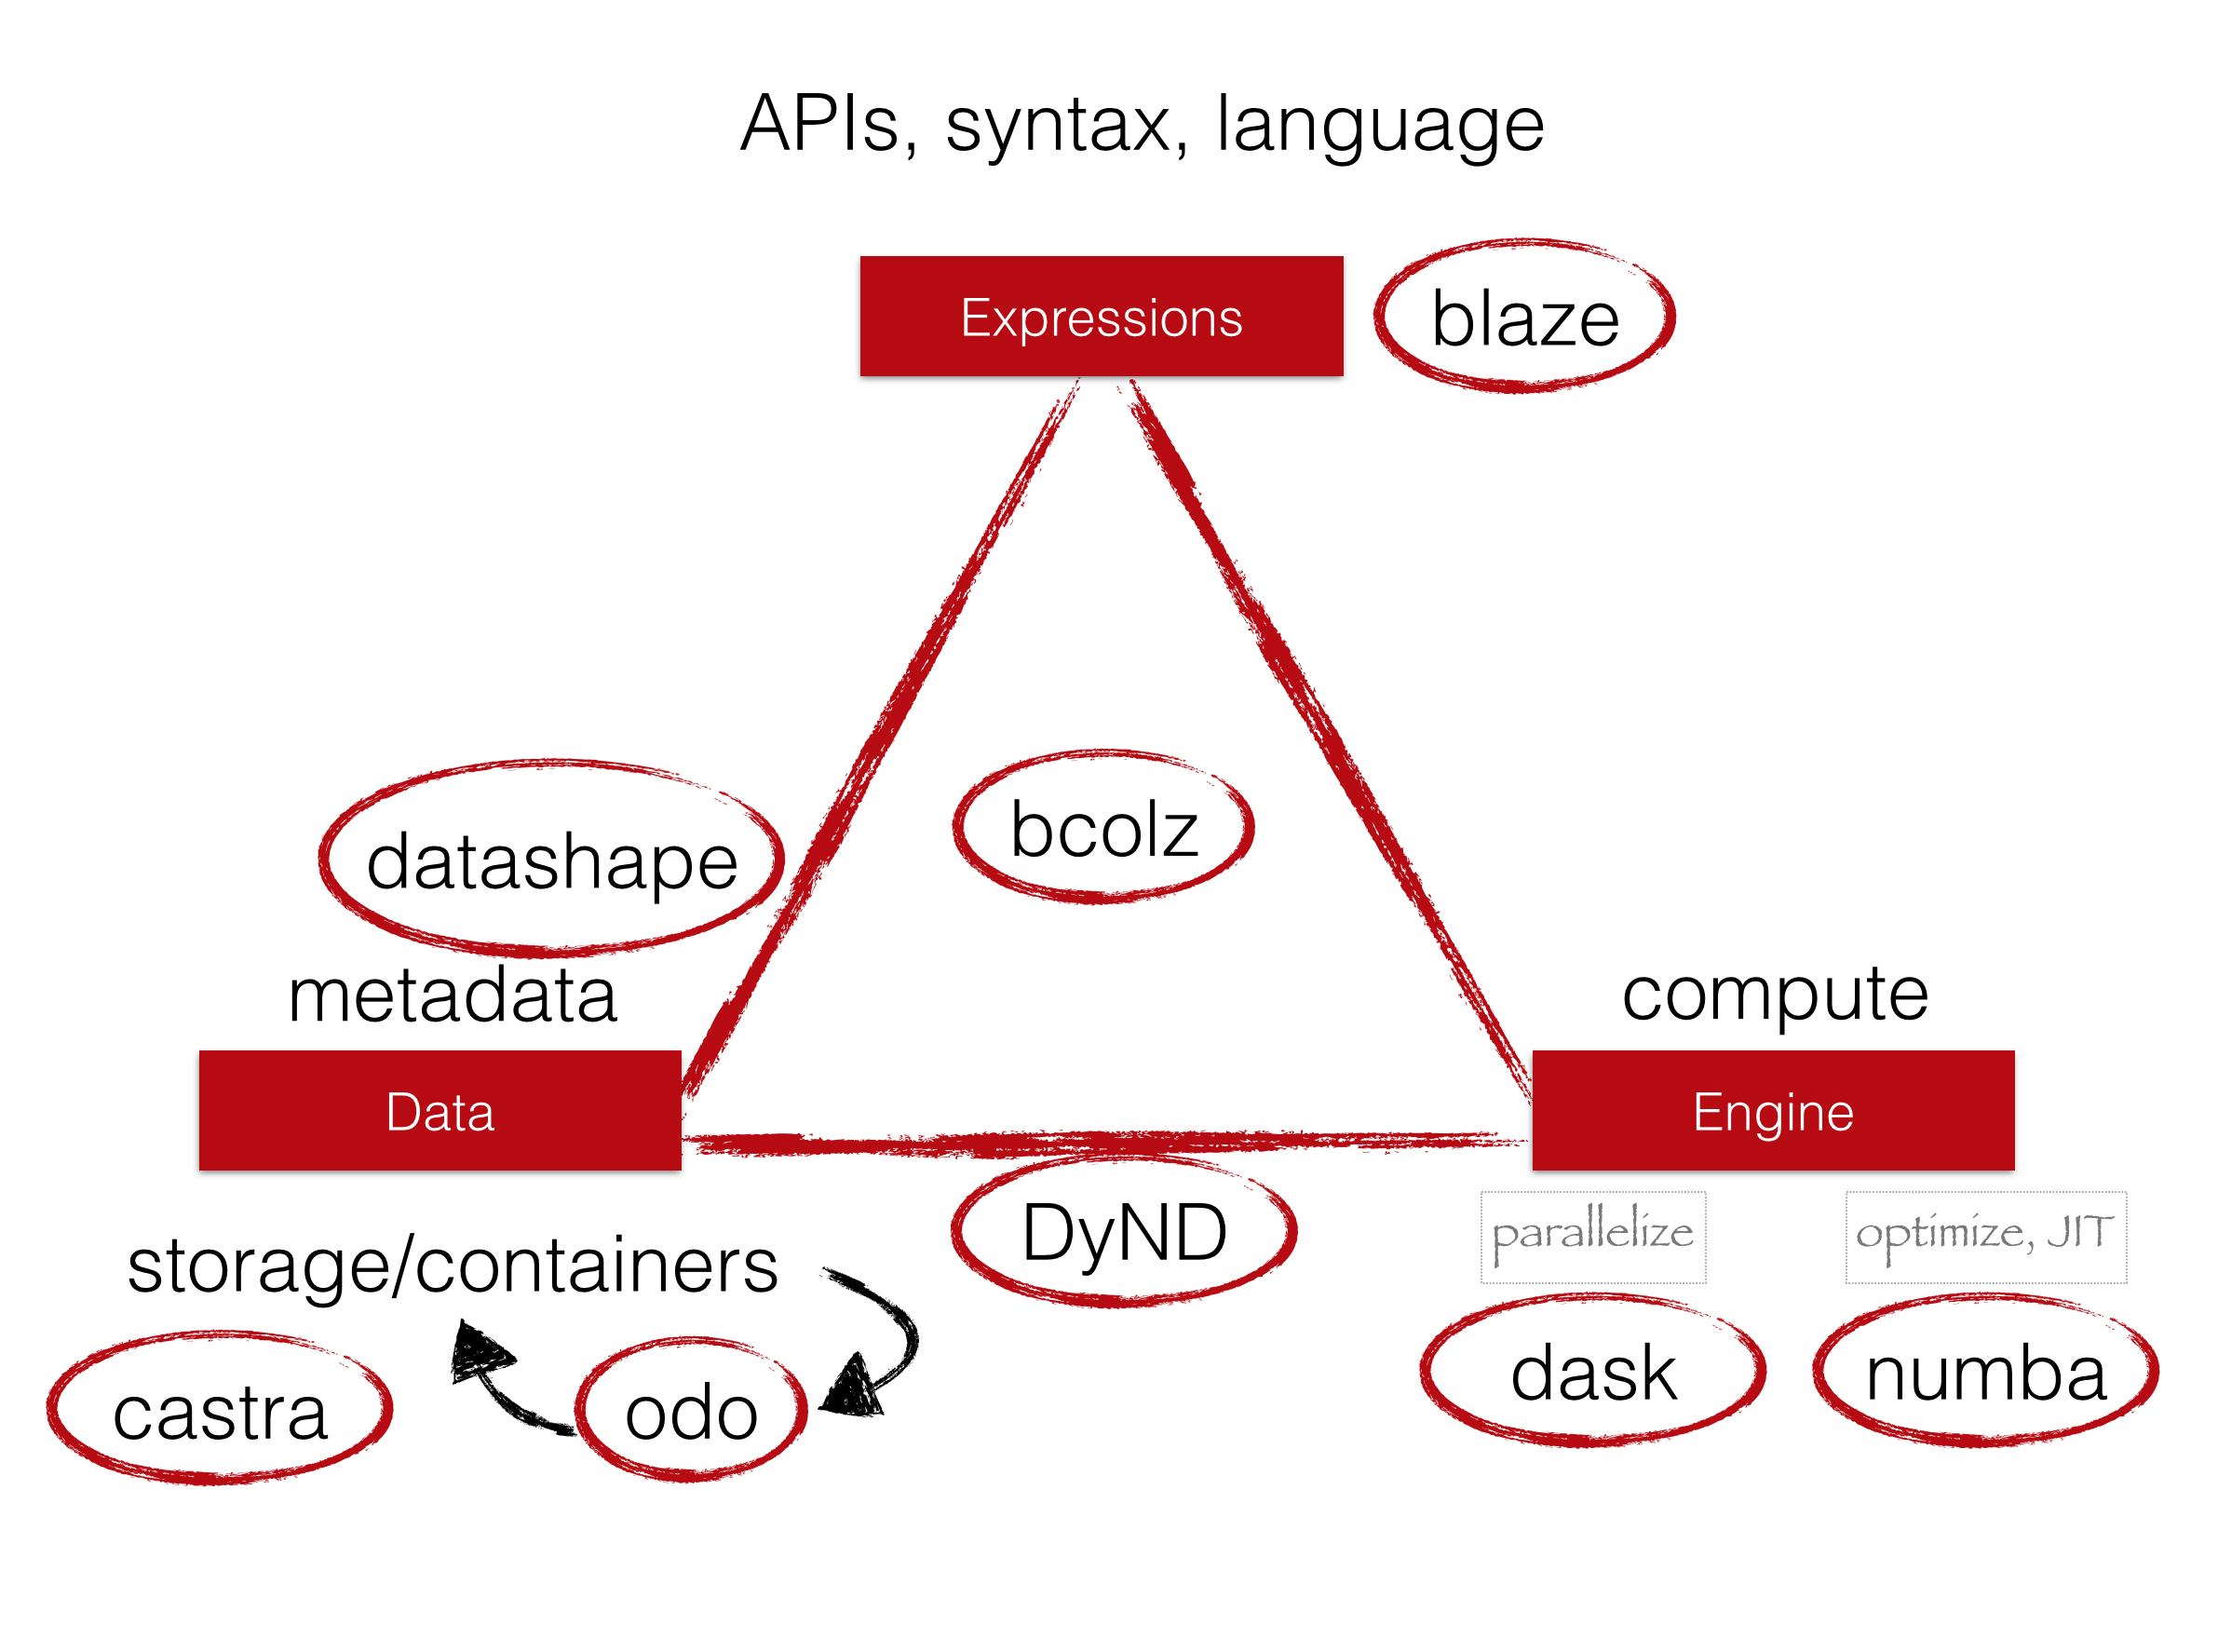 APIs, syntax, language
Expressions
blaze
datashape
bcolz
metadata
compute
Data
Engine
storage/containers
DyND
parallelize
optimize, JIT
castra
odo
dask
numba